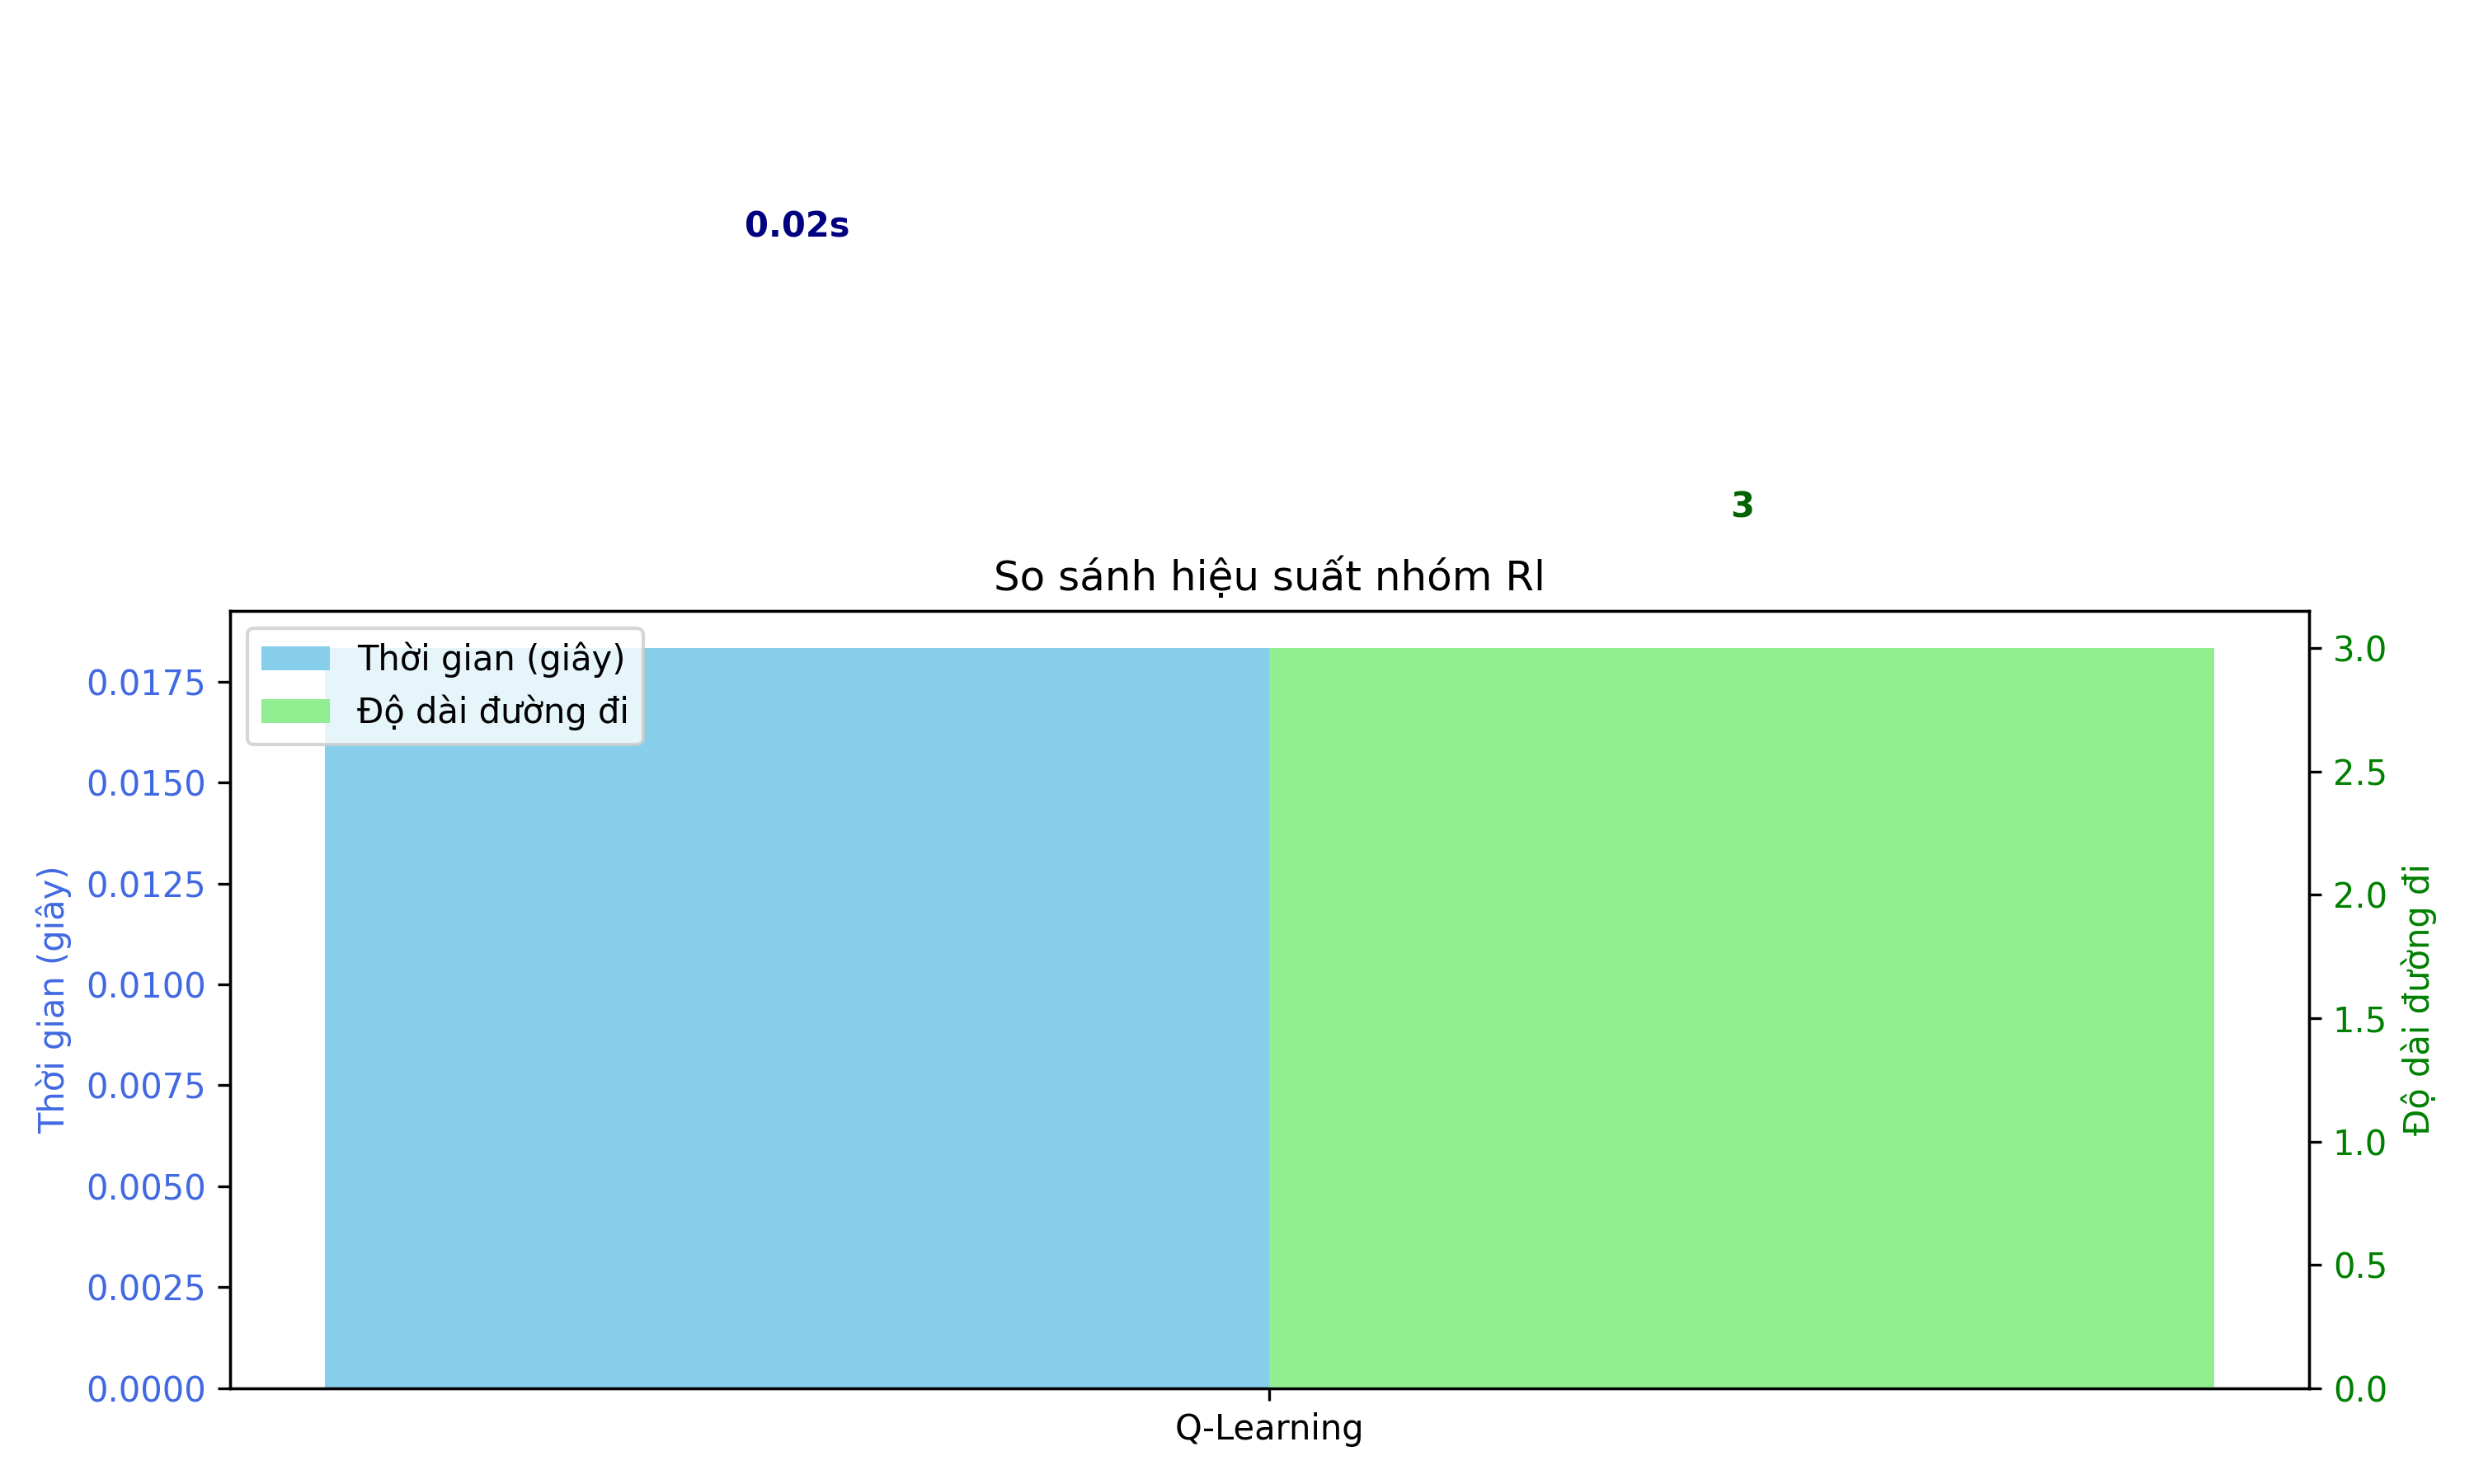 0.02s
3
So sánh hiệu suất nhóm Rl
Thời gian (giây)
Độ dài đường đi
0.0175
0.0150
0.0125
0.0100
0.0075
0.0050
0.0025
0.0000
Thời gian (giây)
3.0
2.5
2.0
1.5
1.0
0.5
0.0
Độ dài đường đi
Q-Learning